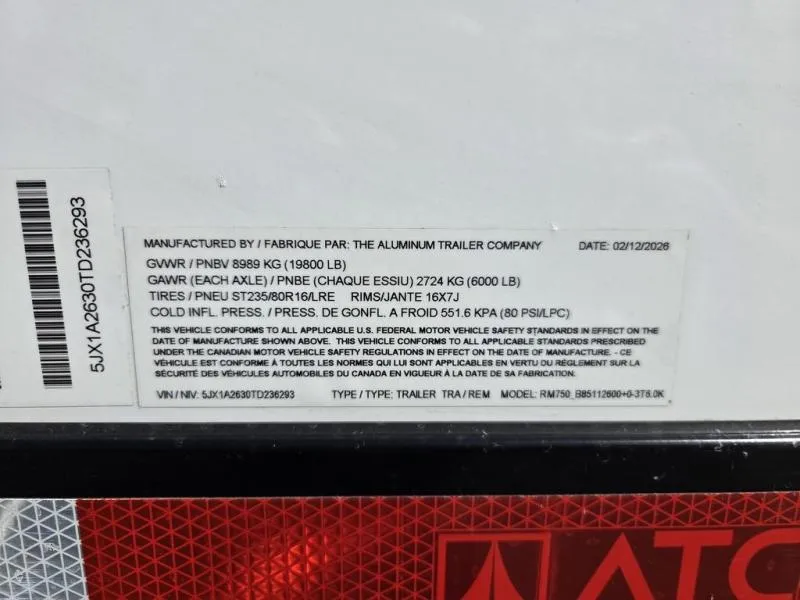 5JX1A2630TD236293
MANUFACTURED BY / FABRIQUE PAR: THE ALUMINUM TRAILER COMPANY DATE: 02/12/2026
GVWR / PNBV 8989 KG (19800 LB)
GAWR (EACH AXLE) / PNBE (CHAQUE ESSIU) 2724 KG (6000 LB)
TIRES / PNEU ST235/80R16/LRE RIMS/JANTE 16X7J
COLD INFL. PRESS. / PRESS. DE GONFL. A FROID 551.6 KPA (80 PSI/LPC)
THIS VEHICLE CONFORMS TO ALL APPLICABLE U.S. FEDERAL MOTOR VEHICLE SAFETY STANDARDS IN EFFECT ON THE
DATE OF MANUFACTURE SHOWN ABOVE. THIS VEHICLE CONFORMS TO ALL APPLICABLE STANDARDS PRESCRIBED
UNDER THE CANADIAN MOTOR VEHICLE SAFETY REGULATIONS IN EFFECT ON THE DATE OF MANUFACTURE. - CE
VÉHICULE EST CONFORME À TOUTES LES NORMES QUI LUI SONT APPLICABLES EN VERTU DU RÉGLEMENT SUR LA
SÉCURITÉ DES VÉHICULES AUTOMOBILES DU CANADA EN VIGUEUR À LA DATE DE SA FABRICATION.
VIN / NIV: 5JX1A2630TD236293 TYPE / TYPE: TRAILER TRA / REM MODEL: RM750_B85112600+0-3T6.0K
ATC